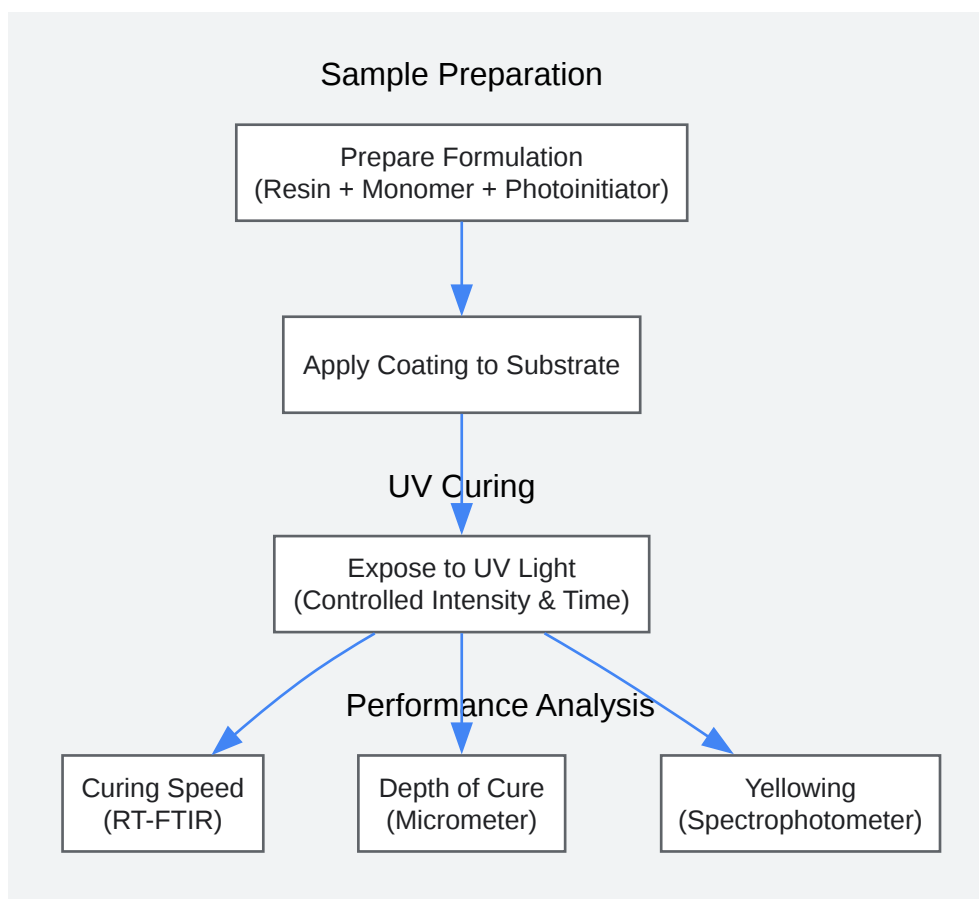 Sample Preparation
Prepare Formulation
(Resin + Monomer + Photoinitiator)
Apply Coating to Substrate
UV Curing
Expose to UV Light
(Controlled Intensity & Time)
Performance Analysis
Curing Speed
(RT-FTIR)
Depth of Cure
(Micrometer)
Yellowing
(Spectrophotometer)